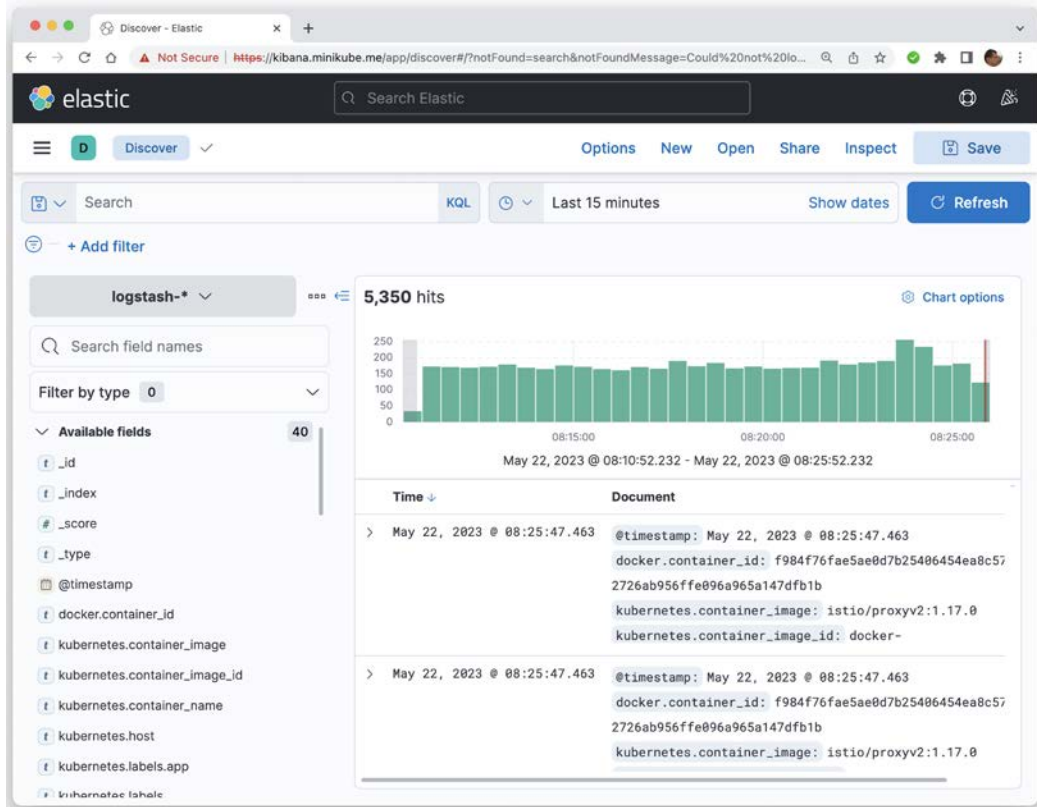 Discover - Elastic
Not Secure | https://kibana.minikube.me/app/discover#/?notFound=search&notFoundMessage=Could%20not%20lo...
elastic
Search Elastic
D Discover
Options New Open Share Inspect Save
Search KQL Last 15 minutes Show dates Refresh
+ Add filter
logstash-*
Search field names
Filter by type 0
Available fields 40
t _id
t _index
# _score
t _type
@timestamp
t docker.container_id
t kubernetes.container_image
t kubernetes.container_image_id
t kubernetes.container_name
t kubernetes.host
t kubernetes.labels.app
t kubernetes.labels
5,350 hits
Chart options
250
200
150
100
50
0
08:15:00 08:20:00 08:25:00
May 22, 2023 @ 08:10:52.232 - May 22, 2023 @ 08:25:52.232
Time Document
May 22, 2023 @ 08:25:47.463 @timestamp: May 22, 2023 @ 08:25:47.463
docker.container_id: f984f76fae5ae0d7b25406454ea8c57
2726ab956ffe096a965a147dfb1b
kubernetes.container_image: istio/proxyv2:1.17.0
kubernetes.container_image_id: docker-
May 22, 2023 @ 08:25:47.463 @timestamp: May 22, 2023 @ 08:25:47.463
docker.container_id: f984f76fae5ae0d7b25406454ea8c57
2726ab956ffe096a965a147dfb1b
kubernetes.container_image: istio/proxyv2:1.17.0